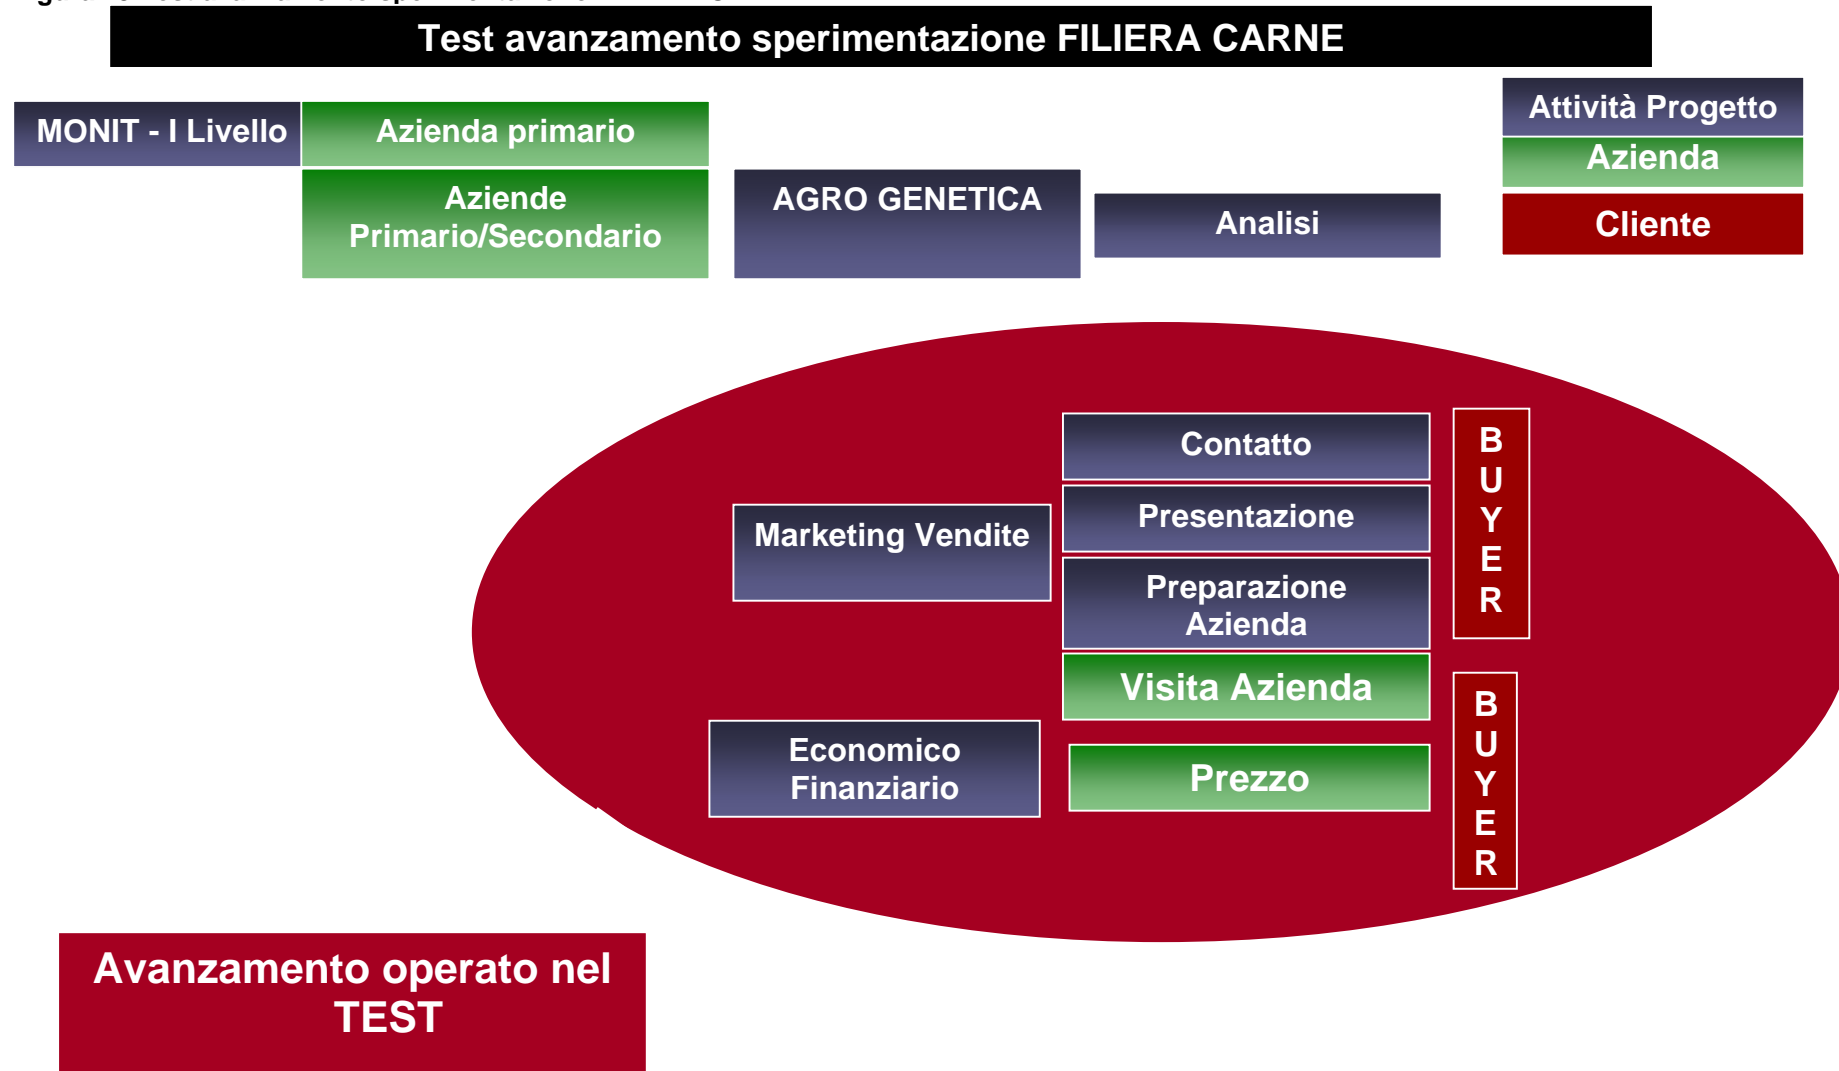 Test avanzamento sperimentazione FILIERA CARNE
MONIT - I Livello
Azienda primario
Aziende
Primario/Secondario
AGRO GENETICA
Analisi
Attività Progetto
Azienda
Cliente
Contatto
Presentazione
Preparazione
Azienda
Visita Azienda
Marketing Vendite
Economico
Finanziario
Prezzo
B
U
Y
E
R
B
U
Y
E
R
Avanzamento operato nel
TEST